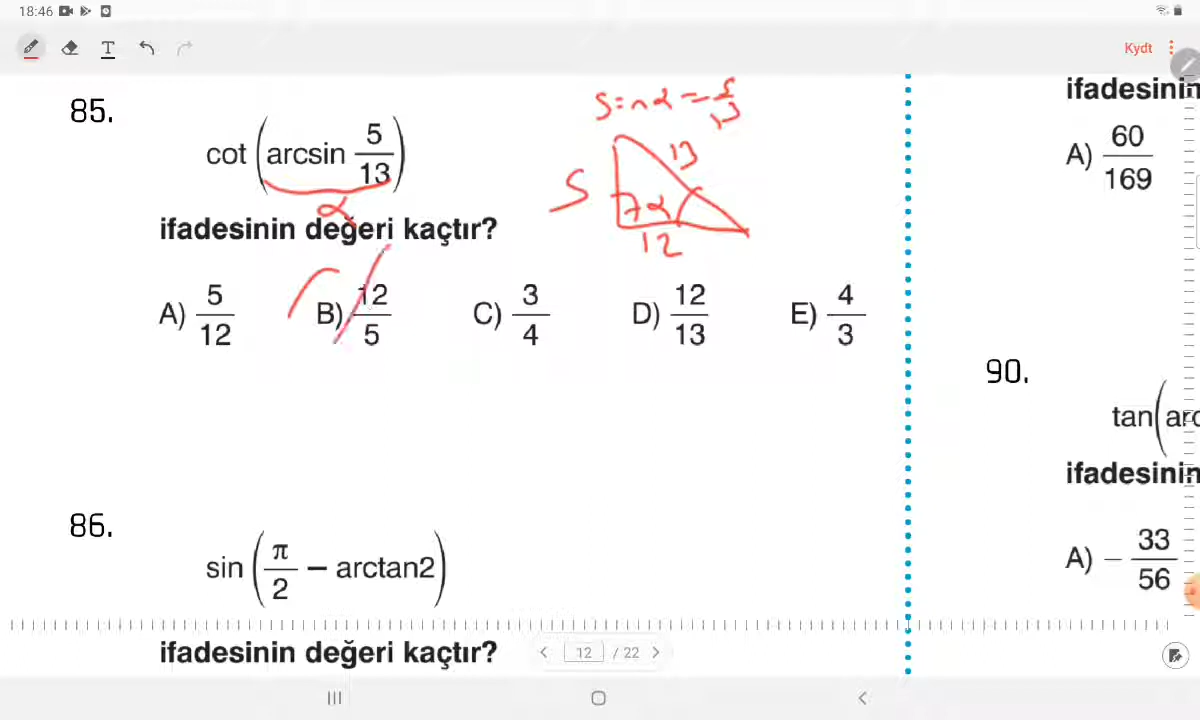 18:46
T
Kydt
85.
cot (arcsin 5/13)
α
sin α = 5/13
5
13
α
12
ifadesinin değeri kaçtır?
A) 5/12 B) 12/5 C) 3/4 D) 12/13 E) 4/3
86.
sin (π/2 − arctan2)
ifadesinin değeri kaçtır?
12 / 22
ifadesinin
A) 60/169
90.
tan(arc
ifadesinin
A) − 33/56